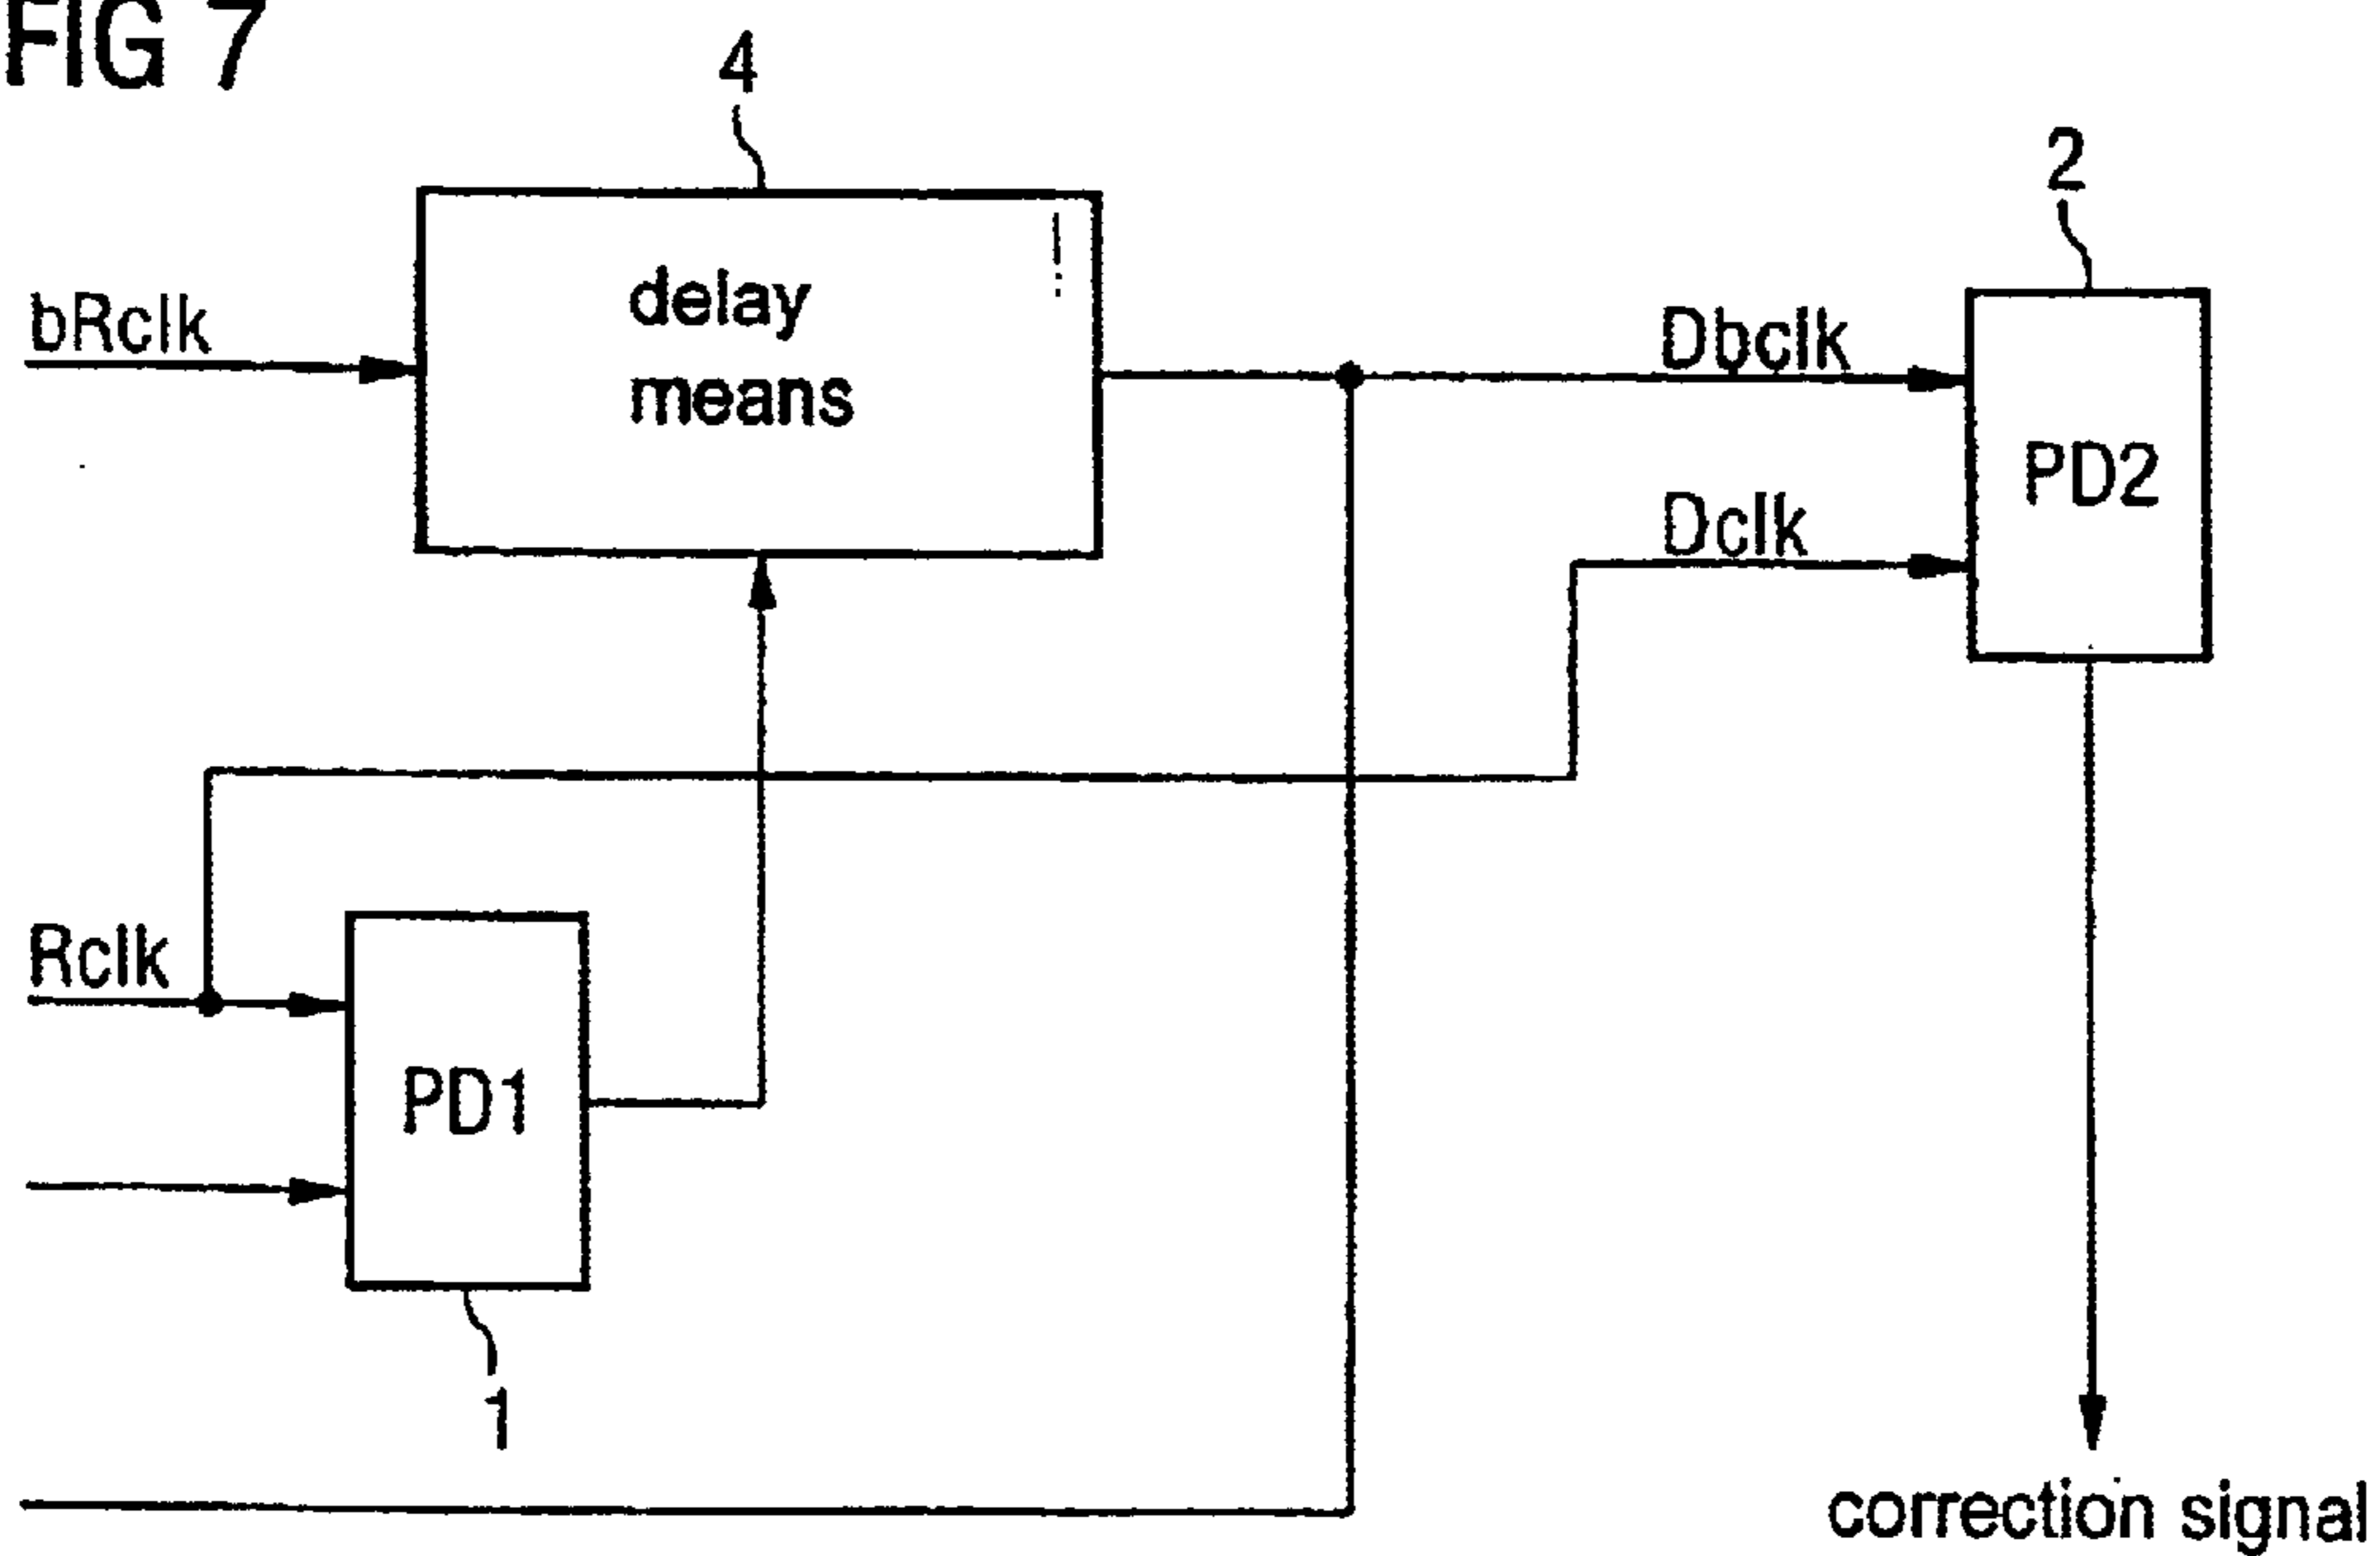 FIG 7
4
2
delay
means
bRclk
Dbclk
PD2
Dclk
Rclk
PD1
1
correction signal